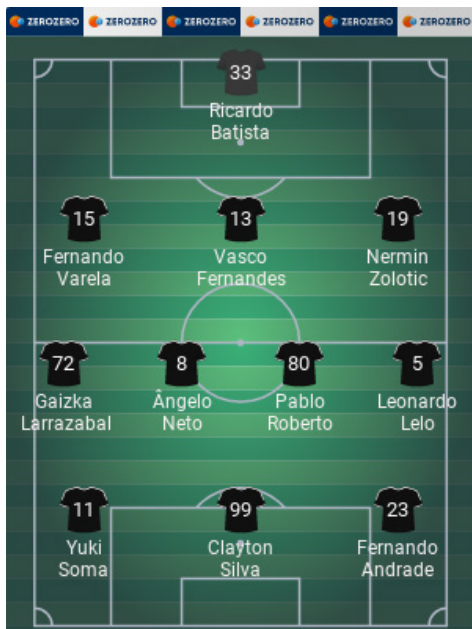 ZEROZERO ZEROZERO ZEROZERO ZEROZERO ZEROZERO ZEROZERO
33
Ricardo
Batista
15 13 19
Fernando Vasco Nermin
Varela Fernandes Zolotic
72 8 80 5
Gaizka Ângelo Pablo Leonardo
Larrazabal Neto Roberto Lelo
11 99 23
Yuki Clayton Fernando
Soma Silva Andrade